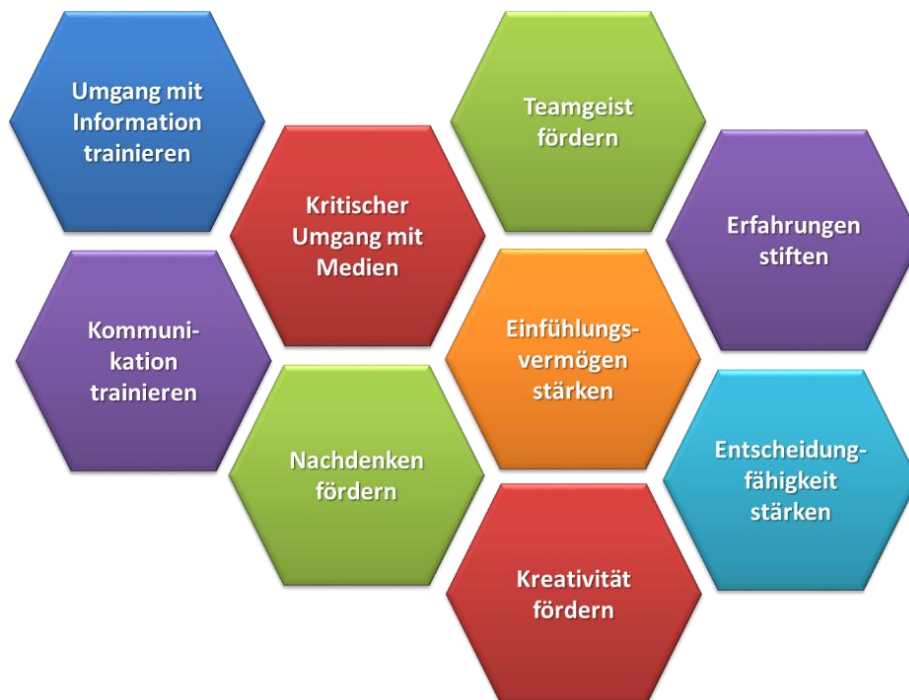 Umgang mit
Information
trainieren
Teamgeist
fördern
Kritischer
Umgang mit
Medien
Erfahrungen
stiften
Kommuni-
kation
trainieren
Einfühlungs-
vermögen
stärken
Nachdenken
fördern
Entscheidung-
fähigkeit
stärken
Kreativität
fördern